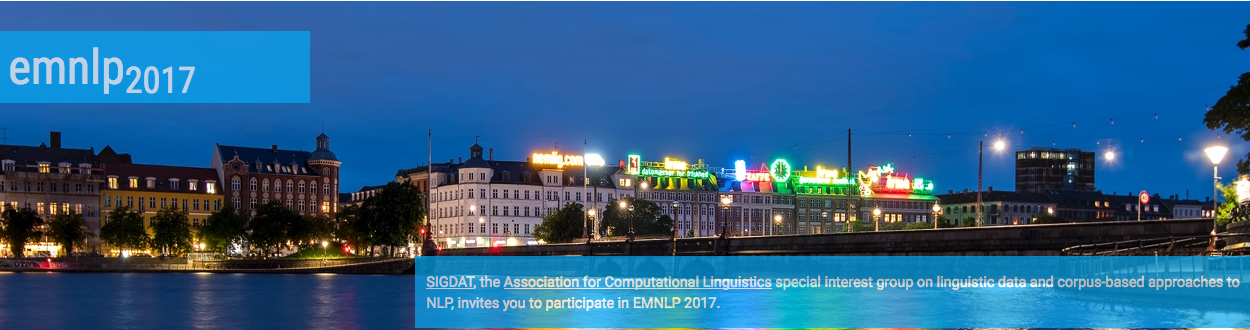 emnlp2017
SIGDAT, the Association for Computational Linguistics special interest group on linguistic data and corpus-based approaches to
NLP, invites you to participate in EMNLP 2017.